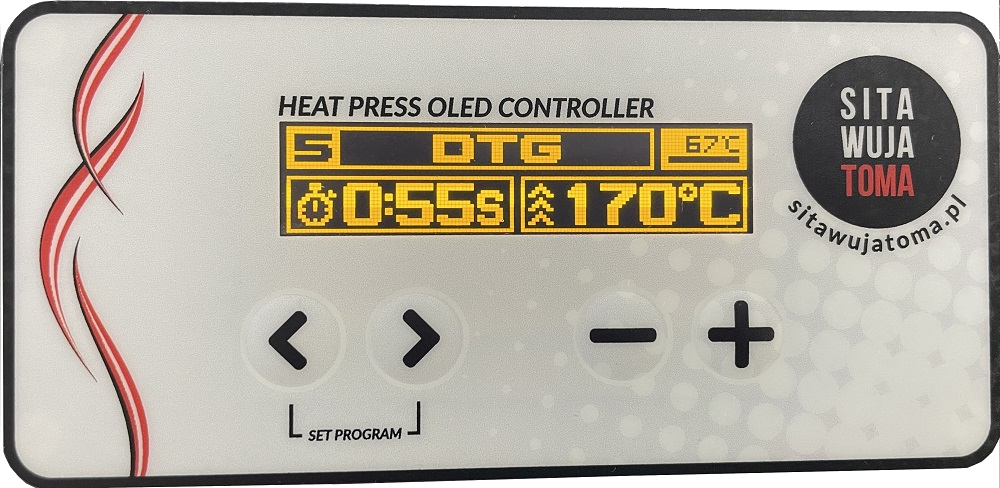 HEAT PRESS OLED CONTROLLER
5 DTG 67°C
0:55s 170°C
SITA
WUJA
TOMA
sitawujatoma.pl
SET PROGRAM